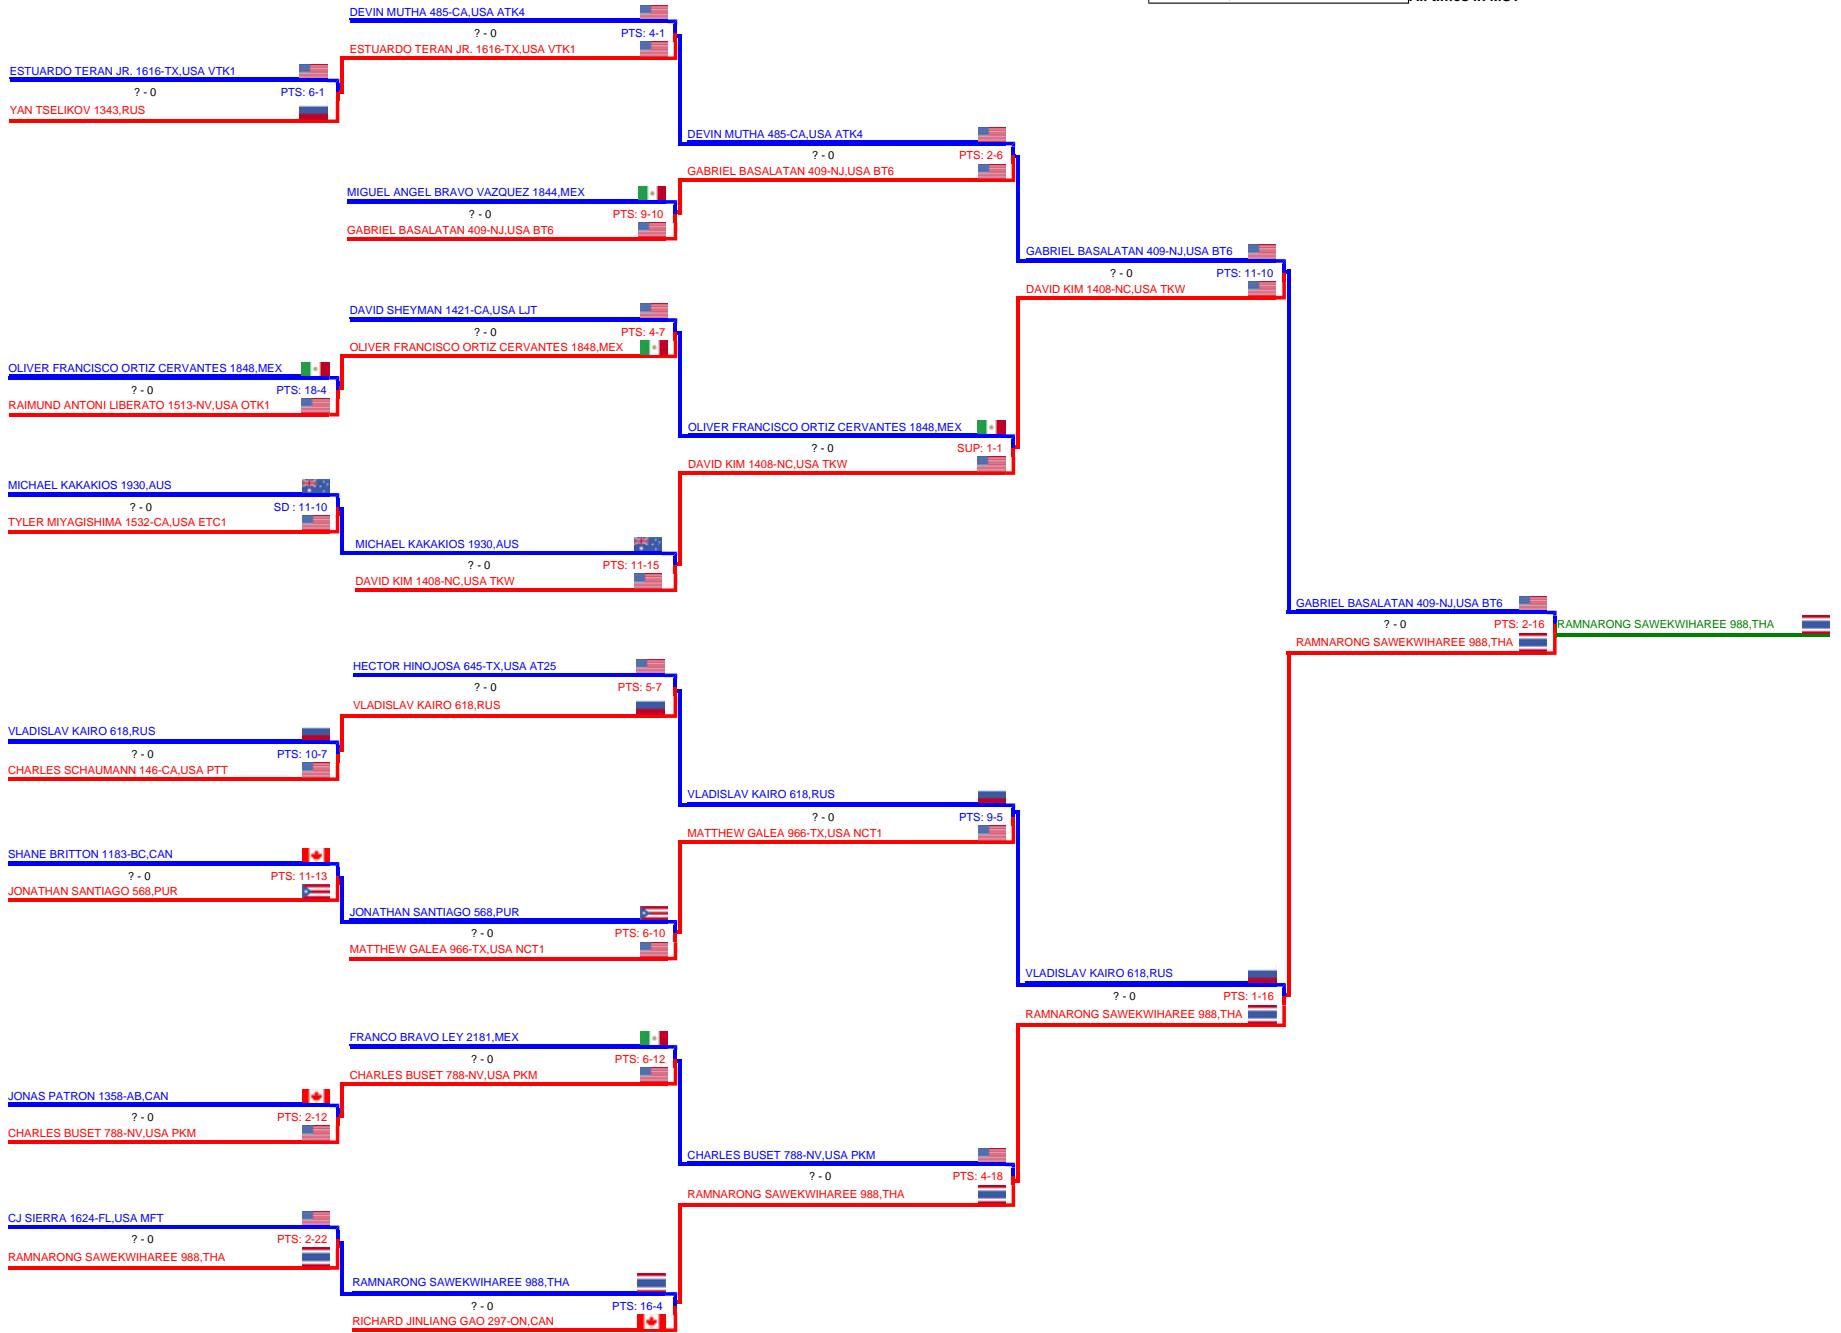 DEVIN MUTHA 485-CA,USA ATK4
? - 0
PTS: 4-1
ESTUARDO TERAN JR. 1616-TX,USA VTK1
ESTUARDO TERAN JR. 1616-TX,USA VTK1
? - 0
PTS: 6-1
YAN TSELIKOV 1343,RUS
DEVIN MUTHA 485-CA,USA ATK4
? - 0
PTS: 2-6
GABRIEL BASALATAN 409-NJ,USA BT6
MIGUEL ANGEL BRAVO VAZQUEZ 1844,MEX
? - 0
PTS: 9-10
GABRIEL BASALATAN 409-NJ,USA BT6
GABRIEL BASALATAN 409-NJ,USA BT6
? - 0
PTS: 11-10
DAVID KIM 1408-NC,USA TKW
DAVID SHEYMAN 1421-CA,USA LJT
? - 0
PTS: 4-7
OLIVER FRANCISCO ORTIZ CERVANTES 1848,MEX
OLIVER FRANCISCO ORTIZ CERVANTES 1848,MEX
? - 0
PTS: 18-4
RAIMUND ANTONI LIBERATO 1513-NV,USA OTK1
OLIVER FRANCISCO ORTIZ CERVANTES 1848,MEX
? - 0
SUP: 1-1
DAVID KIM 1408-NC,USA TKW
MICHAEL KAKAKIOS 1930,AUS
? - 0
SD : 11-10
TYLER MIYAGISHIMA 1532-CA,USA ETC1
MICHAEL KAKAKIOS 1930,AUS
? - 0
PTS: 11-15
DAVID KIM 1408-NC,USA TKW
GABRIEL BASALATAN 409-NJ,USA BT6
? - 0
PTS: 2-16
RAMNARONG SAWEKWIHAREE 988,THA
RAMNARONG SAWEKWIHAREE 988,THA
HECTOR HINOJOSA 645-TX,USA AT25
? - 0
PTS: 5-7
VLADISLAV KAIRO 618,RUS
VLADISLAV KAIRO 618,RUS
? - 0
PTS: 10-7
CHARLES SCHAUMANN 146-CA,USA PTT
VLADISLAV KAIRO 618,RUS
? - 0
PTS: 9-5
MATTHEW GALEA 966-TX,USA NCT1
SHANE BRITTON 1183-BC,CAN
? - 0
PTS: 11-13
JONATHAN SANTIAGO 568,PUR
JONATHAN SANTIAGO 568,PUR
? - 0
PTS: 6-10
MATTHEW GALEA 966-TX,USA NCT1
VLADISLAV KAIRO 618,RUS
? - 0
PTS: 1-16
RAMNARONG SAWEKWIHAREE 988,THA
FRANCO BRAVO LEY 2181,MEX
? - 0
PTS: 6-12
CHARLES BUSET 788-NV,USA PKM
JONAS PATRON 1358-AB,CAN
? - 0
PTS: 2-12
CHARLES BUSET 788-NV,USA PKM
CHARLES BUSET 788-NV,USA PKM
? - 0
PTS: 4-18
RAMNARONG SAWEKWIHAREE 988,THA
CJ SIERRA 1624-FL,USA MFT
? - 0
PTS: 2-22
RAMNARONG SAWEKWIHAREE 988,THA
RAMNARONG SAWEKWIHAREE 988,THA
? - 0
PTS: 16-4
RICHARD JINLIANG GAO 297-ON,CAN